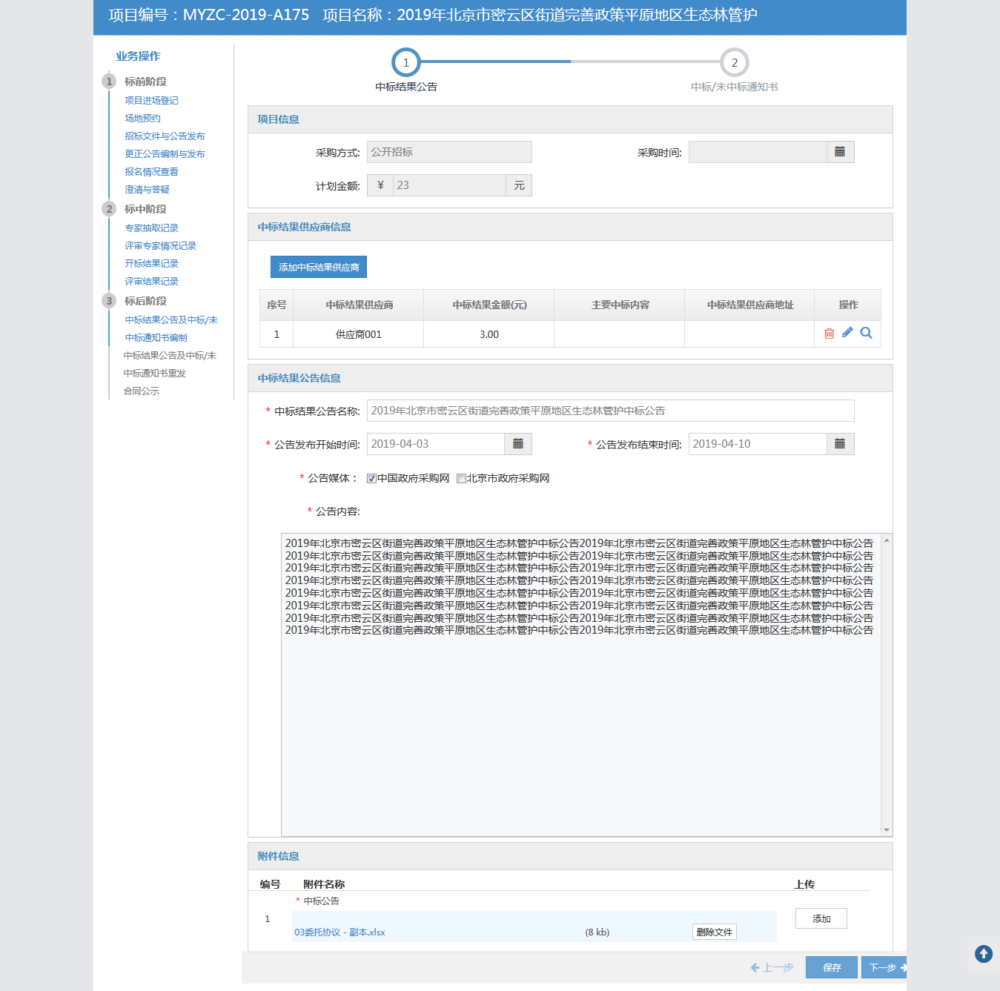 项目编号：MYZC-2019-A175 项目名称：2019年北京市密云区街道完善政策平原地区生态林管护
业务操作
1 标前阶段
项目进场登记
场地预约
招标文件与公告发布
更正公告编制与发布
报名情况查看
澄清与答疑
2 标中阶段
专家抽取记录
评审专家情况记录
开标结果记录
评审结果记录
3 标后阶段
中标结果公告及中标/未
中标通知书编制
中标结果公告及中标/未
中标通知书重发
合同公示
1 2
中标结果公告 中标/未中标通知书
项目信息
采购方式: 公开招标 采购时间:
计划金额: ¥ 23 元
中标结果供应商信息
添加中标结果供应商
序号 中标结果供应商 中标结果金额(元) 主要中标内容 中标结果供应商地址 操作
1 供应商001 3.00
中标结果公告信息
* 中标结果公告名称: 2019年北京市密云区街道完善政策平原地区生态林管护中标公告
* 公告发布开始时间: 2019-04-03 * 公告发布结束时间: 2019-04-10
* 公告媒体： 中国政府采购网 北京市政府采购网
* 公告内容:
2019年北京市密云区街道完善政策平原地区生态林管护中标公告2019年北京市密云区街道完善政策平原地区生态林管护中标公告
2019年北京市密云区街道完善政策平原地区生态林管护中标公告2019年北京市密云区街道完善政策平原地区生态林管护中标公告
2019年北京市密云区街道完善政策平原地区生态林管护中标公告2019年北京市密云区街道完善政策平原地区生态林管护中标公告
2019年北京市密云区街道完善政策平原地区生态林管护中标公告2019年北京市密云区街道完善政策平原地区生态林管护中标公告
2019年北京市密云区街道完善政策平原地区生态林管护中标公告2019年北京市密云区街道完善政策平原地区生态林管护中标公告
2019年北京市密云区街道完善政策平原地区生态林管护中标公告2019年北京市密云区街道完善政策平原地区生态林管护中标公告
2019年北京市密云区街道完善政策平原地区生态林管护中标公告2019年北京市密云区街道完善政策平原地区生态林管护中标公告
2019年北京市密云区街道完善政策平原地区生态林管护中标公告2019年北京市密云区街道完善政策平原地区生态林管护中标公告
附件信息
编号 附件名称 上传
* 中标公告
1 添加
03委托协议 - 副本.xlsx (8 kb) 删除文件
上一步 保存 下一步